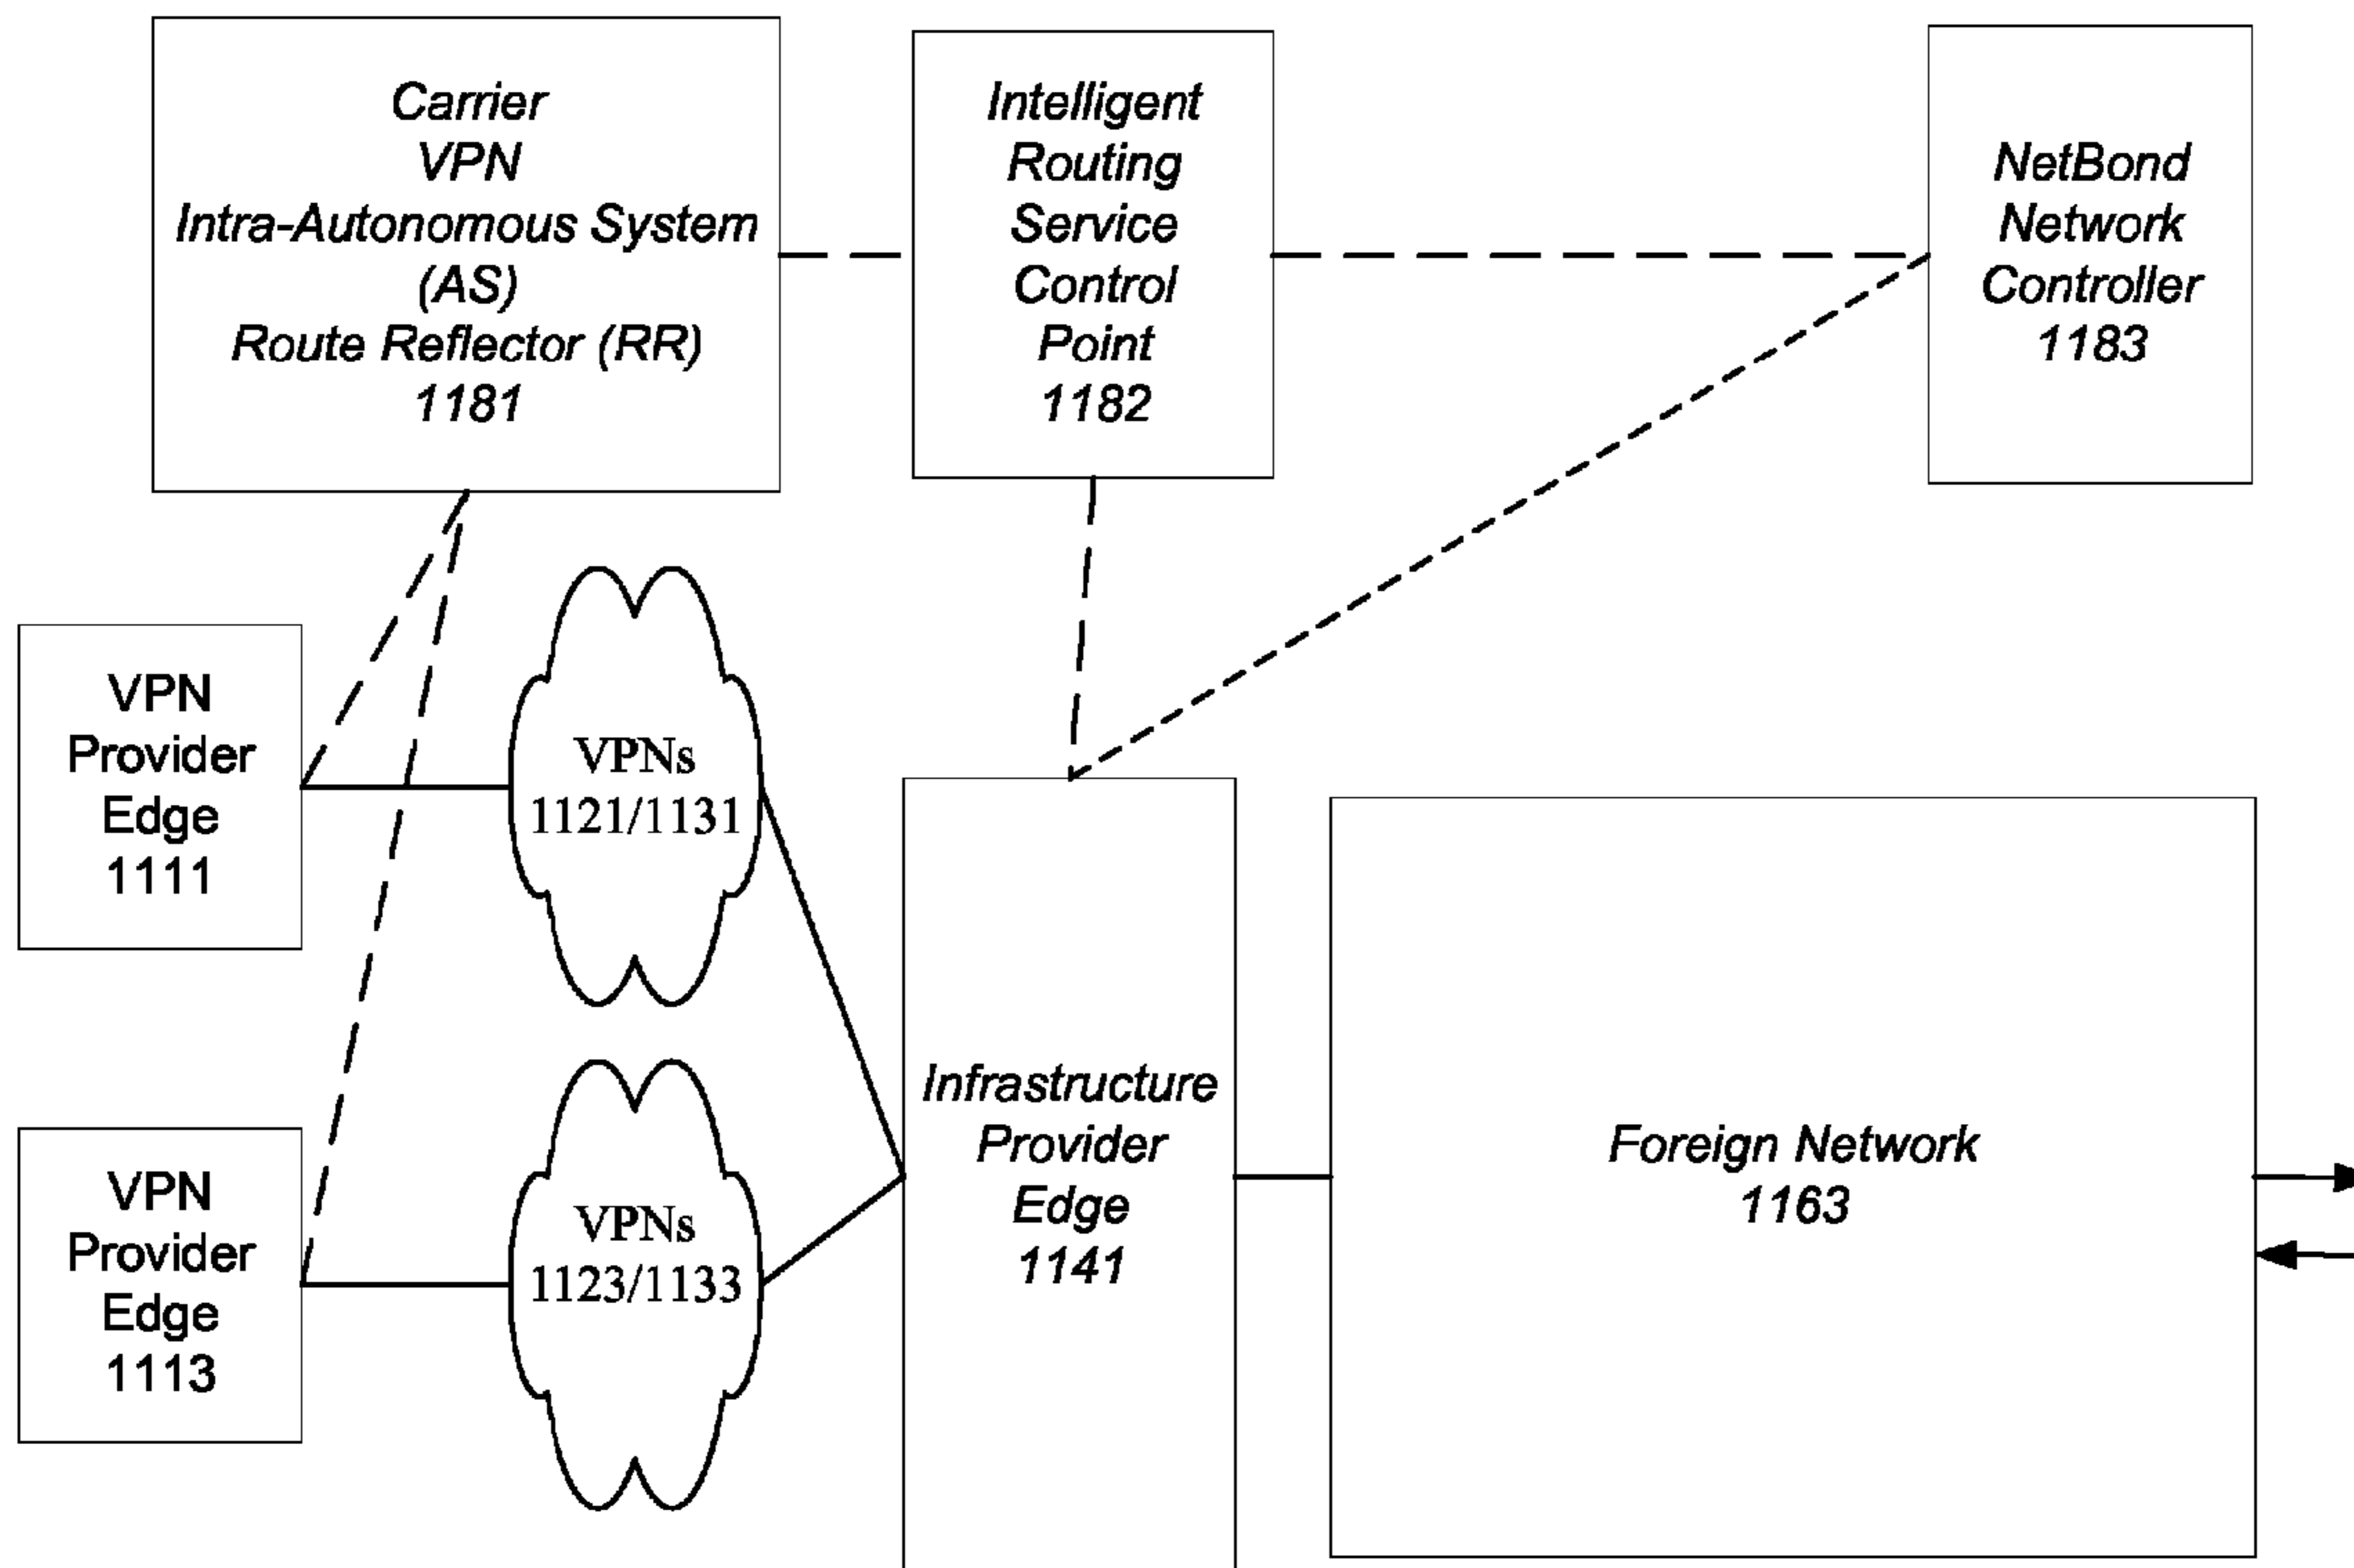 Carrier
VPN
Intra-Autonomous System
(AS)
Route Reflector (RR)
1181
Intelligent
Routing
Service
Control
Point
1182
NetBond
Network
Controller
1183
VPN
Provider
Edge
1111
VPNs
1121/1131
VPN
Provider
Edge
1113
VPNs
1123/1133
Infrastructure
Provider
Edge
1141
Foreign Network
1163